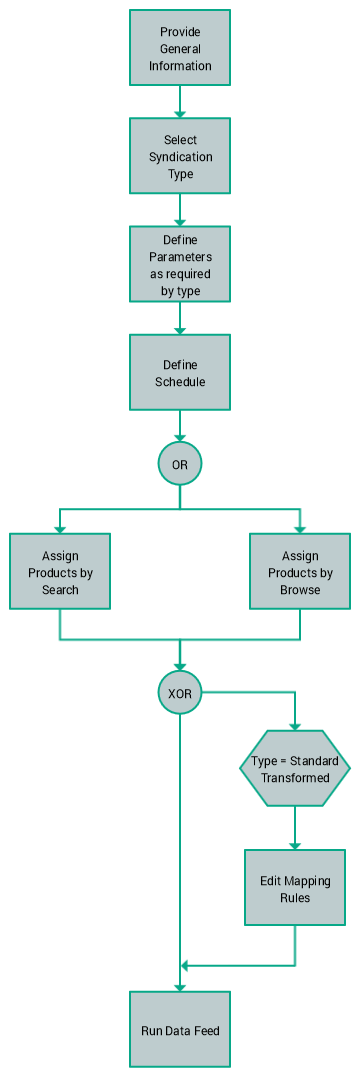 Provide
General
Information
Select
Syndication
Type
Define
Parameters
as required
by type
Define
Schedule
OR
Assign
Products by
Search
Assign
Products by
Browse
XOR
Type = Standard
Transformed
Edit Mapping
Rules
Run Data Feed